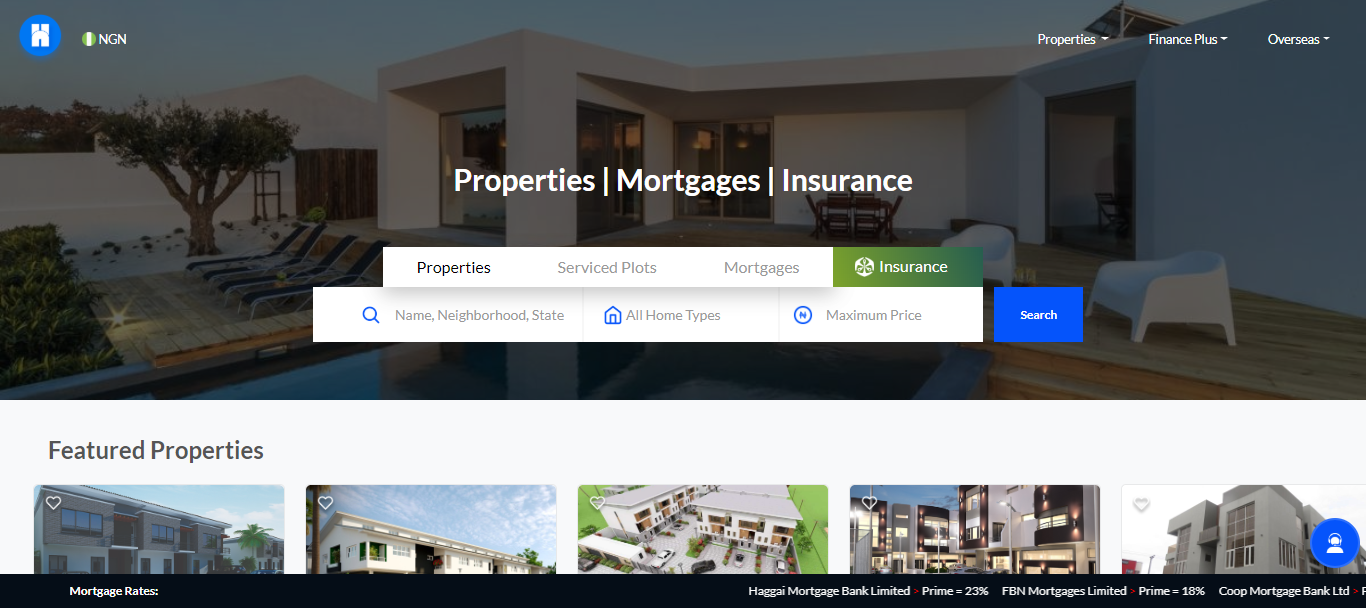 NGN
Properties
Finance Plus
Overseas
Properties | Mortgages | Insurance
Properties
Serviced Plots
Mortgages
Insurance
Name, Neighborhood, State
All Home Types
Maximum Price
Search
Featured Properties
Mortgage Rates:
Haggai Mortgage Bank Limited > Prime = 23% FBN Mortgages Limited > Prime = 18% Coop Mortgage Bank Ltd >